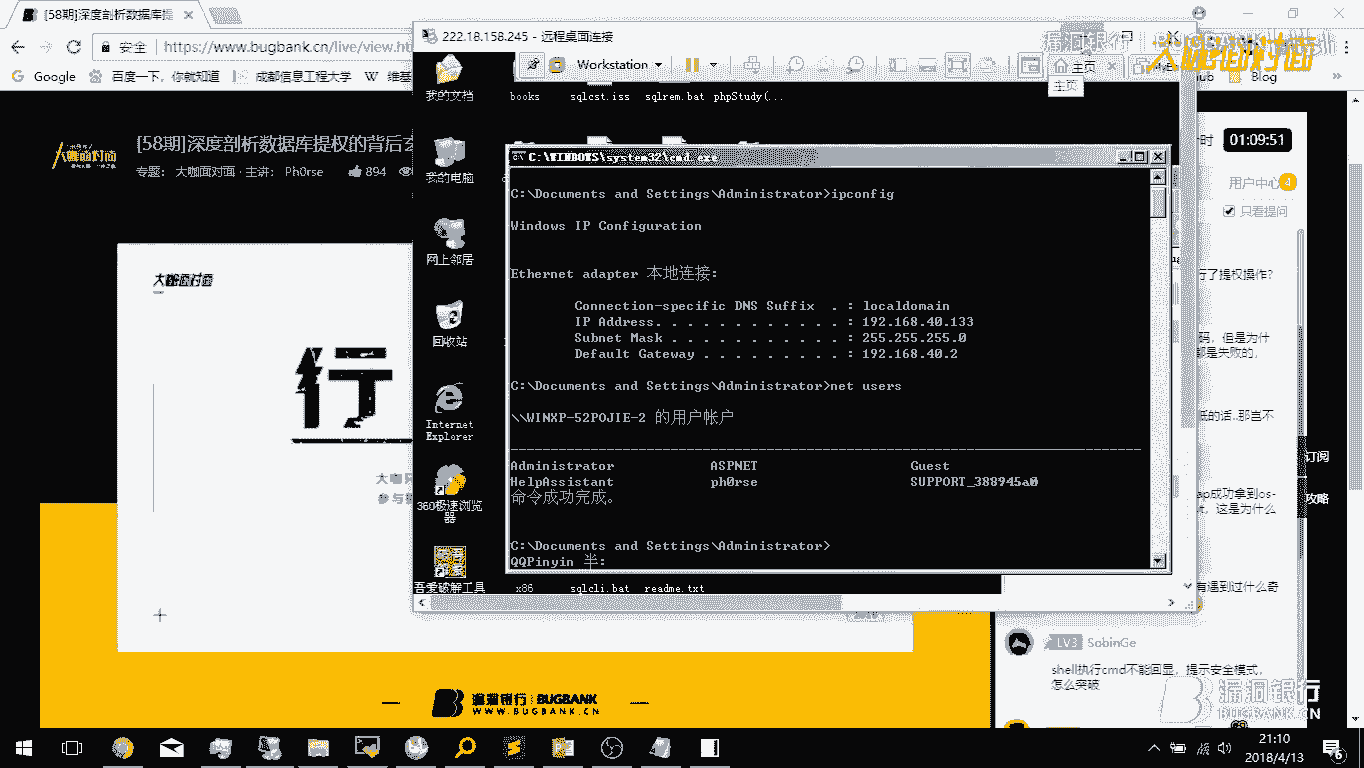 [58期]深度剖析数据库提
安全 https://www.bugbank.cn/live/view.ht
Google 百度一下，你就知道 成都信息工程大学 W 维基
Blog
222.18.158.245 - 远程桌面连接
Workstation
主页
主页
漏洞银行
大咖面对面
大咖面对面
[58期]深度剖析数据库提权的背后玄
专题： 大咖面对面 · 主讲： Ph0rse 894
01:09:51
用户中心 4
只看提问
我的文档
我的电脑
网上邻居
回收站
Internet
Explorer
360极速浏览
器
吾爱破解工具
books sqlcst.iss sqlrem.bat phpStudy(...
C:\WINDOWS\system32\cmd.exe
C:\Documents and Settings\Administrator>ipconfig
Windows IP Configuration
Ethernet adapter 本地连接:
Connection-specific DNS Suffix . : localdomain
IP Address. . . . . . . . . . . . : 192.168.40.133
Subnet Mask . . . . . . . . . . . : 255.255.255.0
Default Gateway . . . . . . . . . : 192.168.40.2
C:\Documents and Settings\Administrator>net users
\\WINXP-52POJIE-2 的用户帐户
-------------------------------------------------------------------------------
Administrator ASPNET Guest
HelpAssistant ph0rse SUPPORT_388945a0
命令成功完成。
C:\Documents and Settings\Administrator>
QQPinyin 半:
x86 sqlcli.bat readme.txt
大咖面对面
行
漏洞银行 BUGBANK
WWW.BUGBANK.CN
行了提权操作?
码，但是为什
都是失败的,
低的话..那岂不
订阅
ap成功拿到os-
t，这是为什么
攻略
有遇到过什么奇
LV3 SobinGe
shell执行cmd不能回显，提示安全模式,
怎么突破
漏洞银行
BUGBANK.CN
21:10
2018/4/13
6